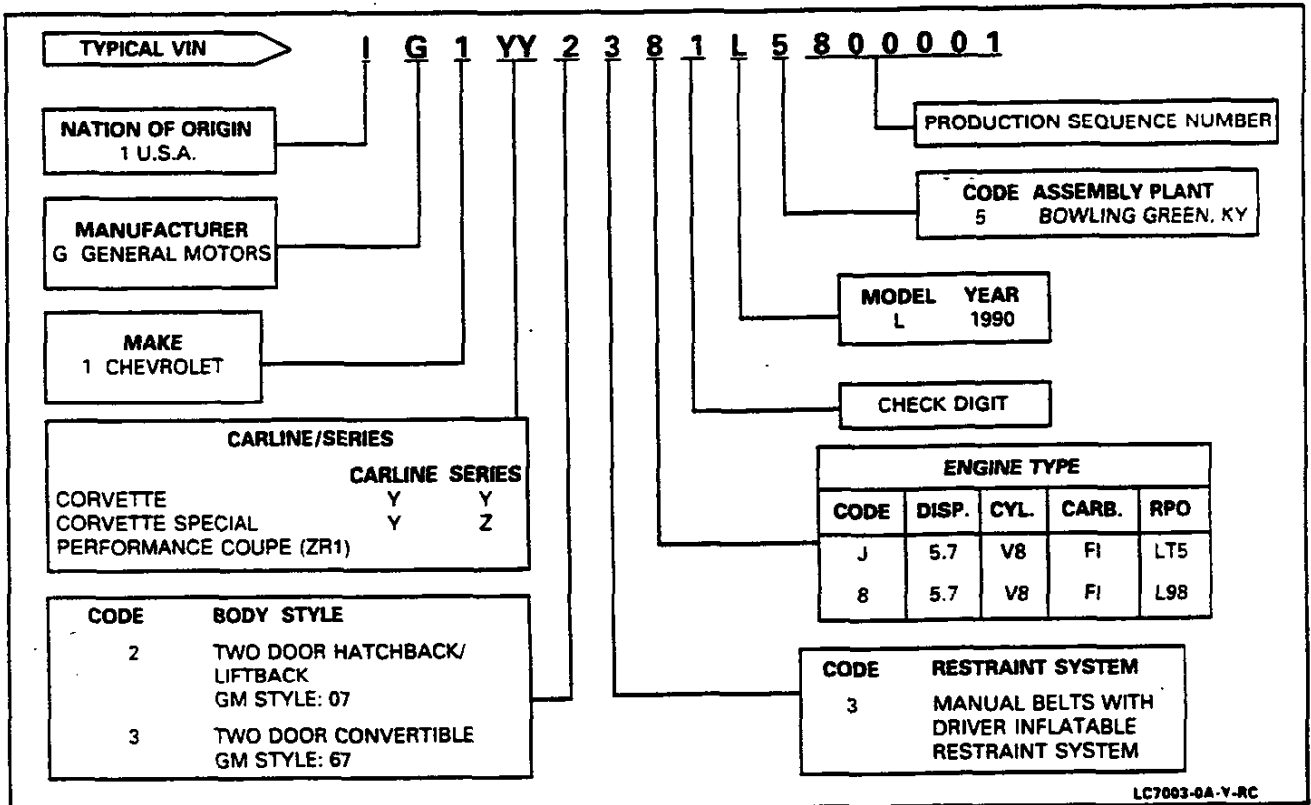 TYPICAL VIN
I G 1 YY 2 3 8 1 L 5 8 0 0 0 0 1
NATION OF ORIGIN
1 U.S.A.
PRODUCTION SEQUENCE NUMBER
MANUFACTURER
G GENERAL MOTORS
CODE ASSEMBLY PLANT
5 BOWLING GREEN, KY
MAKE
1 CHEVROLET
MODEL YEAR
L 1990
CHECK DIGIT
CARLINE/SERIES
CARLINE SERIES
CORVETTE Y Y
CORVETTE SPECIAL Y Z
PERFORMANCE COUPE (ZR1)
ENGINE TYPE
CODE DISP. CYL. CARB. RPO
J 5.7 V8 FI LT5
8 5.7 V8 FI L98
CODE BODY STYLE
2 TWO DOOR HATCHBACK/
LIFTBACK
GM STYLE: 07
3 TWO DOOR CONVERTIBLE
GM STYLE: 67
CODE RESTRAINT SYSTEM
3 MANUAL BELTS WITH
DRIVER INFLATABLE
RESTRAINT SYSTEM
LC7003-0A-Y-RC